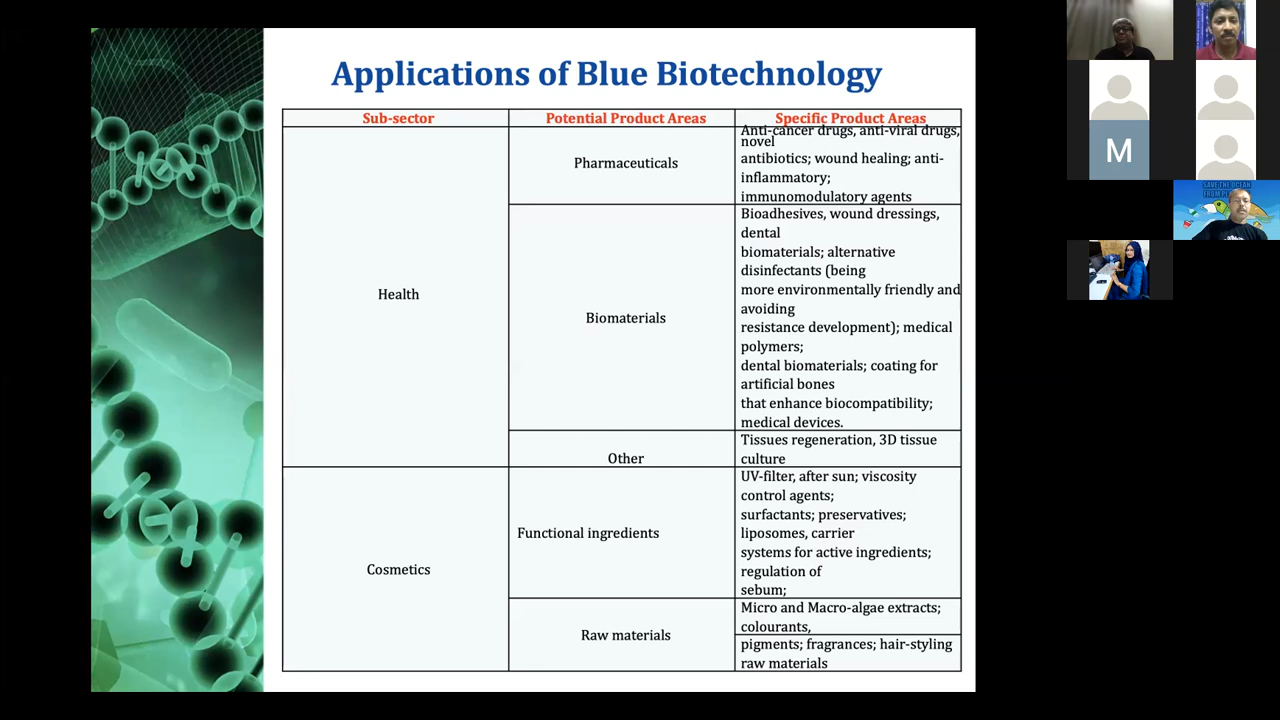 Applications of Blue Biotechnology
Sub-sector
Potential Product Areas
Specific Product Areas
Health
Pharmaceuticals
Anti-cancer drugs, anti-viral drugs,
novel
antibiotics; wound healing; anti-
inflammatory;
immunomodulatory agents
Biomaterials
Bioadhesives, wound dressings,
dental
biomaterials; alternative
disinfectants (being
more environmentally friendly and
avoiding
resistance development); medical
polymers;
dental biomaterials; coating for
artificial bones
that enhance biocompatibility;
medical devices.
Other
Tissues regeneration, 3D tissue
culture
Cosmetics
Functional ingredients
UV-filter, after sun; viscosity
control agents;
surfactants; preservatives;
liposomes, carrier
systems for active ingredients;
regulation of
sebum;
Raw materials
Micro and Macro-algae extracts;
colourants,
pigments; fragrances; hair-styling
raw materials
M
SAVE THE OCEAN